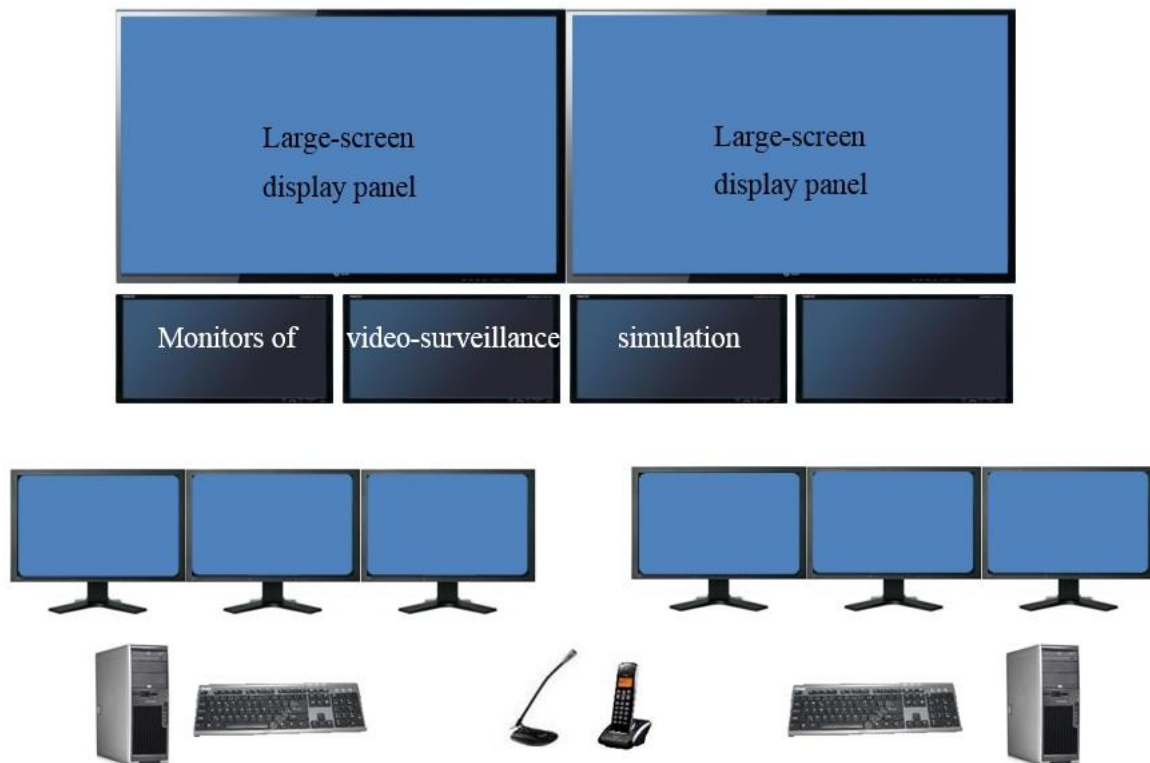 Large-screen
display panel
Large-screen
display panel
Monitors of video-surveillance simulation